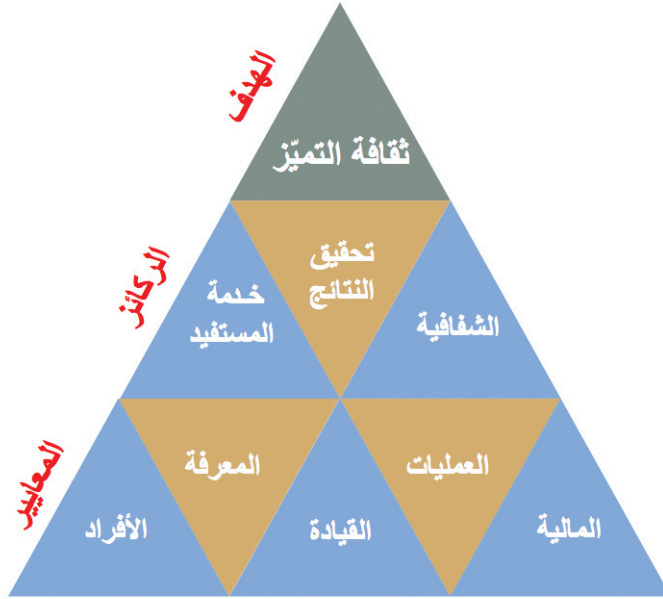 الهدف
ثقافة التميّز
الركائز
تحقيق
النتائج
خدمة
المستفيد
الشفافية
المعايير
المعرفة
العمليات
الأفراد
القيادة
المالية